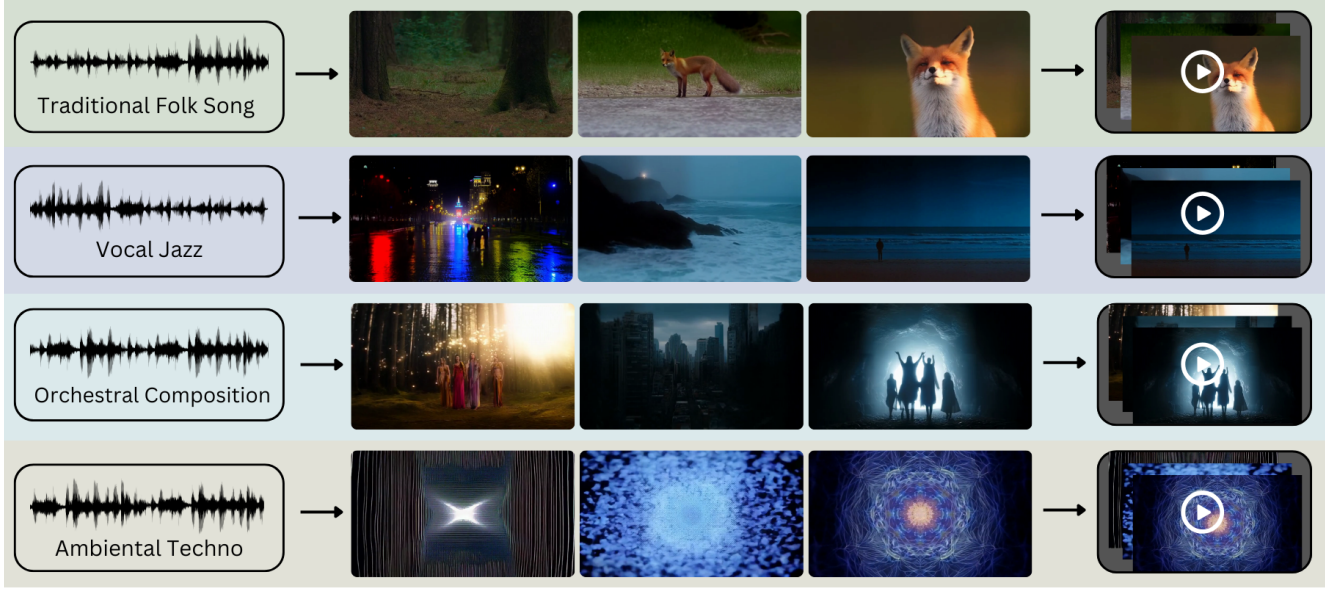 Traditional Folk Song
Vocal Jazz
Orchestral Composition
Ambiental Techno